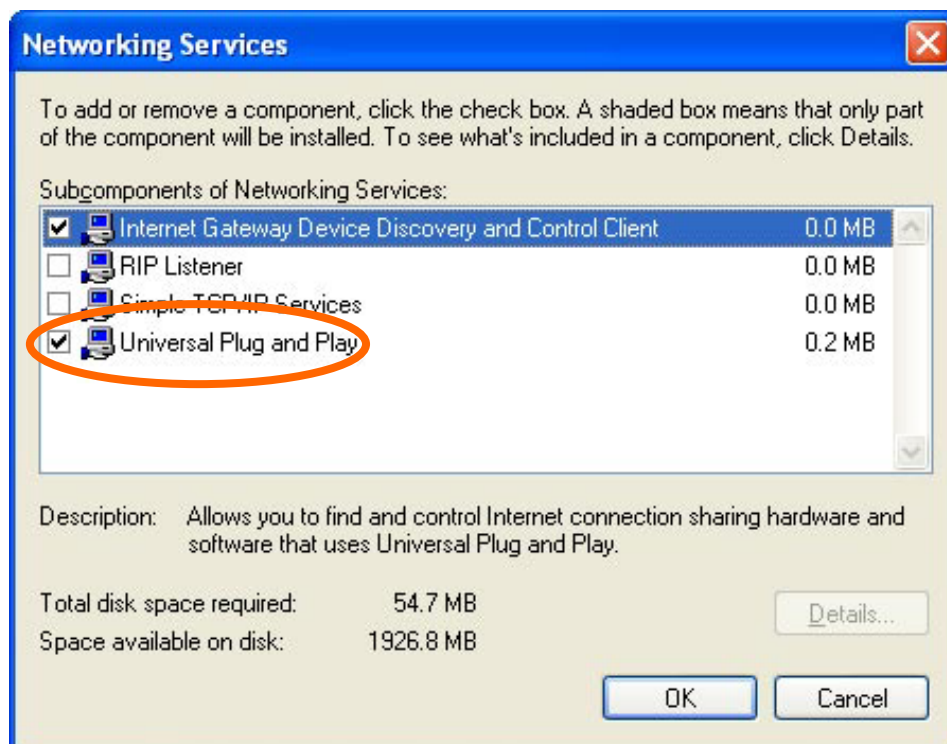 Networking Services
To add or remove a component, click the check box. A shaded box means that only part
of the component will be installed. To see what's included in a component, click Details.
Subcomponents of Networking Services:
Internet Gateway Device Discovery and Control Client 0.0 MB
RIP Listener 0.0 MB
Simple TCP/IP Services 0.0 MB
Universal Plug and Play 0.2 MB
Description: Allows you to find and control Internet connection sharing hardware and
software that uses Universal Plug and Play.
Total disk space required: 54.7 MB
Details...
Space available on disk: 1926.8 MB
OK Cancel